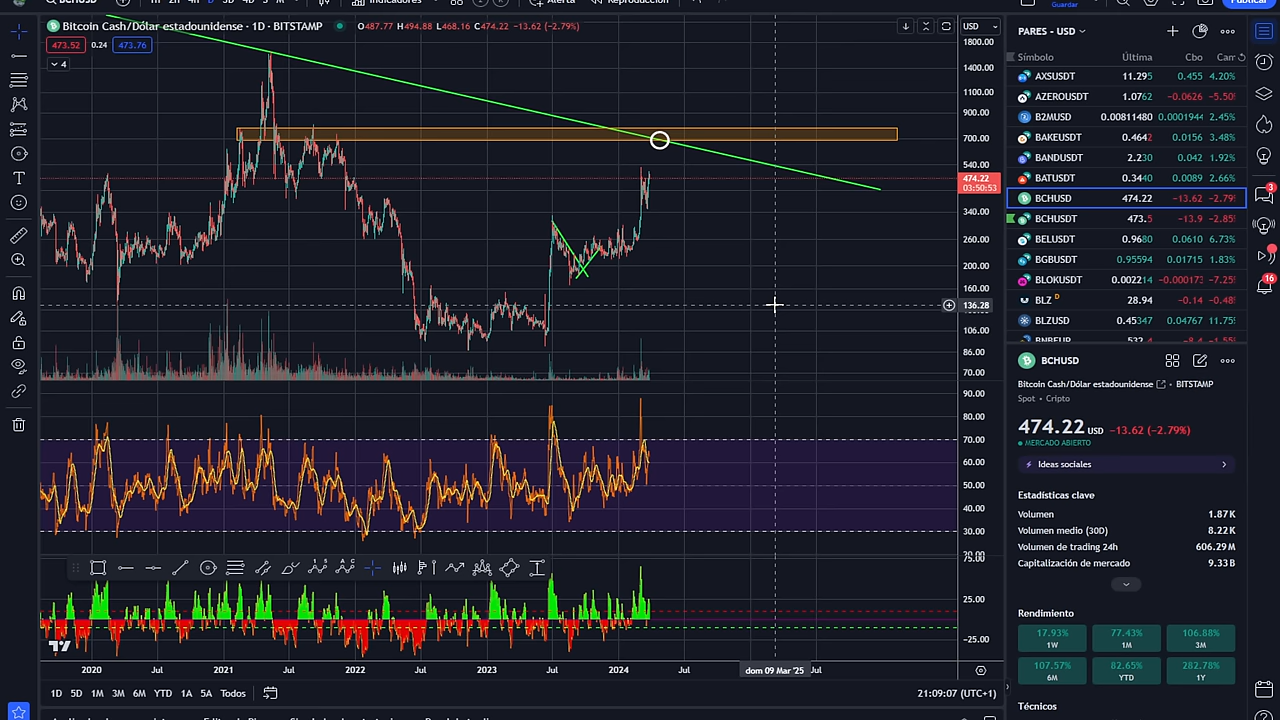 Guardar
Publicar
Bitcoin Cash/Dólar estadounidense · 1D · BITSTAMP O487.77 H494.88 L468.16 C474.22 −13.62 (−2.79%)
473.52 0.24 473.76
4
USD
1800.00
1400.00
1100.00
900.00
700.00
540.00
474.22
03:50:53
340.00
260.00
200.00
160.00
136.28
106.00
86.00
70.00
90.00
80.00
70.00
60.00
50.00
40.00
30.00
75.00
25.00
−25.00
2020 Jul 2021 Jul 2022 Jul 2023 Jul 2024 Jul dom 09 Mar '25 Jul
1D 5D 1M 3M 6M YTD 1A 5A Todos
21:09:07 (UTC+1)
PARES - USD
Símbolo Última Cbo
AXSUSDT 11.295 0.455 4.20%
AZEROUSDT 1.0762 −0.0626 −5.50
B2MUSD 0.00811480 0.0001944 2.45%
BAKEUSDT 0.4642 0.0156 3.48%
BANDUSDT 2.230 0.042 1.92%
BATUSDT 0.3440 0.0089 2.66%
BCHUSD 474.22 −13.62 −2.79
BCHUSDT 473.5 −13.9 −2.85
BELUSDT 0.9680 0.0610 6.73%
BGBUSDT 0.95594 0.01715 1.83%
BLOKUSDT 0.002214 −0.000173 −7.25
BLZ D 28.94 −0.14 −0.48
BLZUSD 0.45347 0.04767 11.75
3
16
BCHUSD
Bitcoin Cash/Dólar estadounidense · BITSTAMP
Spot • Cripto
474.22 USD −13.62 (−2.79%)
MERCADO ABIERTO
Ideas sociales
Estadísticas clave
Volumen 1.87K
Volumen medio (30D) 8.22K
Volumen de trading 24h 606.29M
Capitalización de mercado 9.33B
Rendimiento
17.93% 77.43% 106.88%
1W 1M 3M
107.57% 82.65% 282.78%
6M YTD 1Y
Técnicos